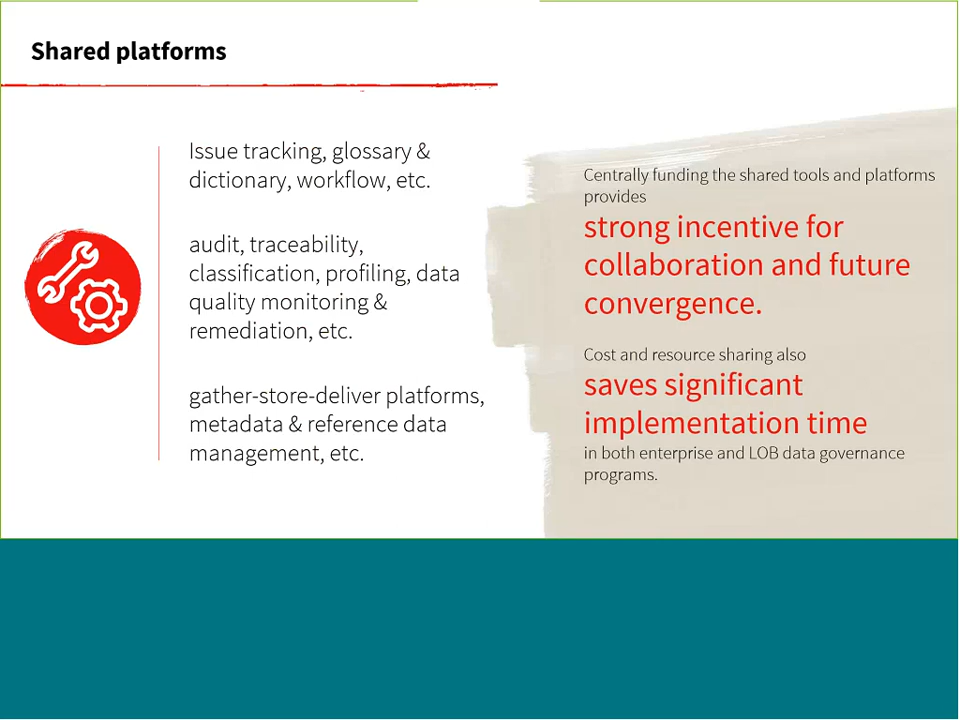 Shared platforms
Issue tracking, glossary &
dictionary, workflow, etc.
audit, traceability,
classification, profiling, data
quality monitoring &
remediation, etc.
gather-store-deliver platforms,
metadata & reference data
management, etc.
Centrally funding the shared tools and platforms
provides
strong incentive for
collaboration and future
convergence.
Cost and resource sharing also
saves significant
implementation time
in both enterprise and LOB data governance
programs.